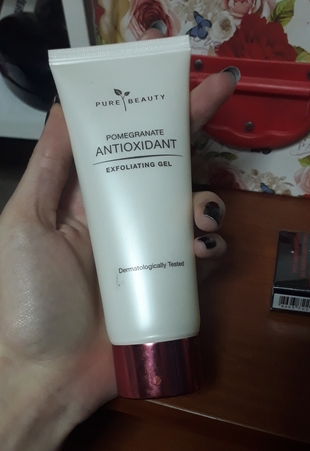 PURE BEAUTY
POMEGRANATE
ANTIOXIDANT
EXFOLIATING GEL
Dermatologically Tested